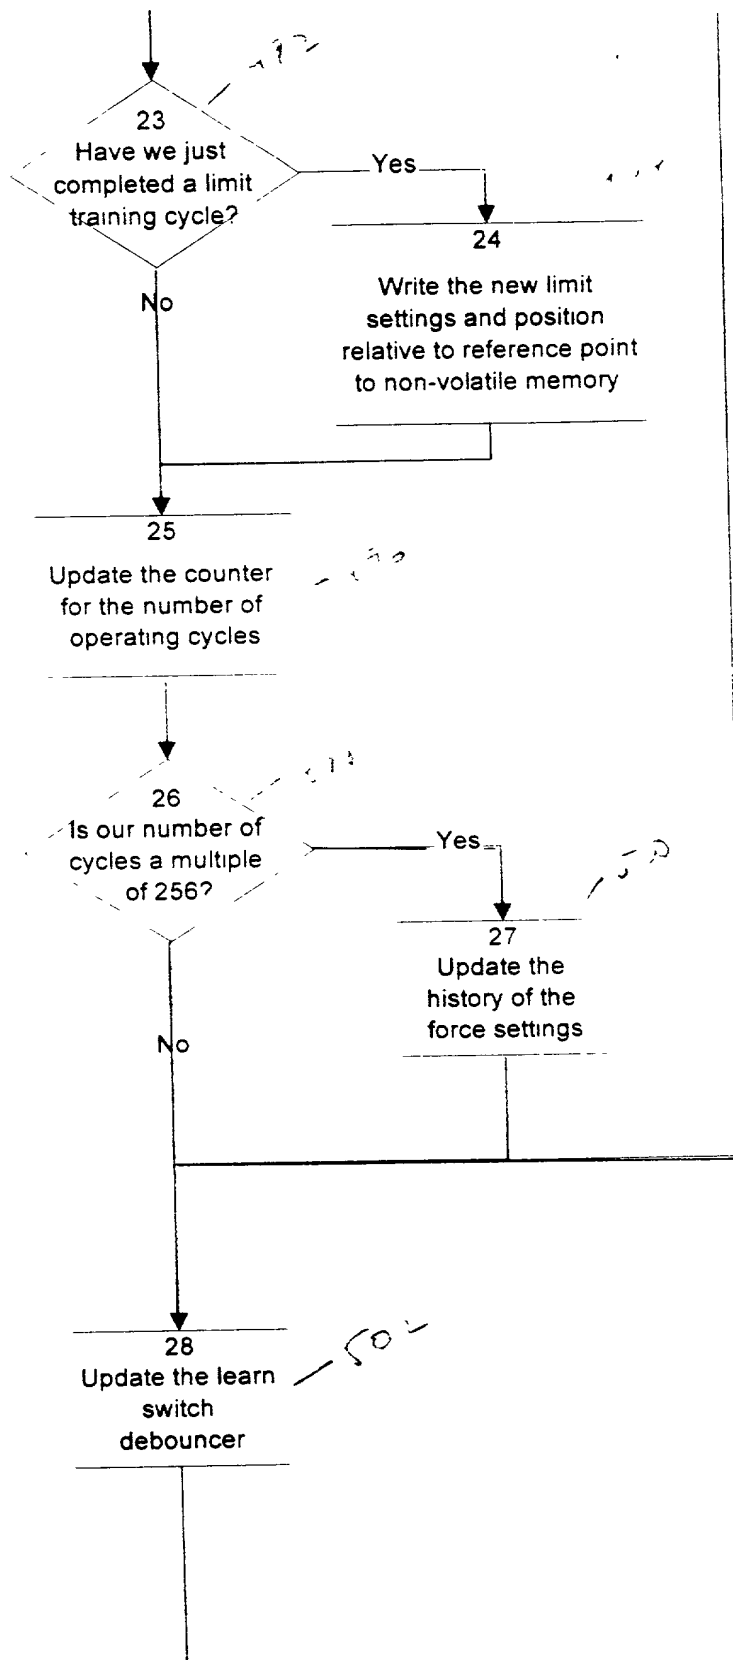 23
Have we just
completed a limit
training cycle?
Yes
24
Write the new limit
settings and position
relative to reference point
to non-volatile memory
No
25
Update the counter
for the number of
operating cycles
26
Is our number of
cycles a multiple
of 256?
Yes
27
Update the
history of the
force settings
No
28
Update the learn
switch
debouncer
502